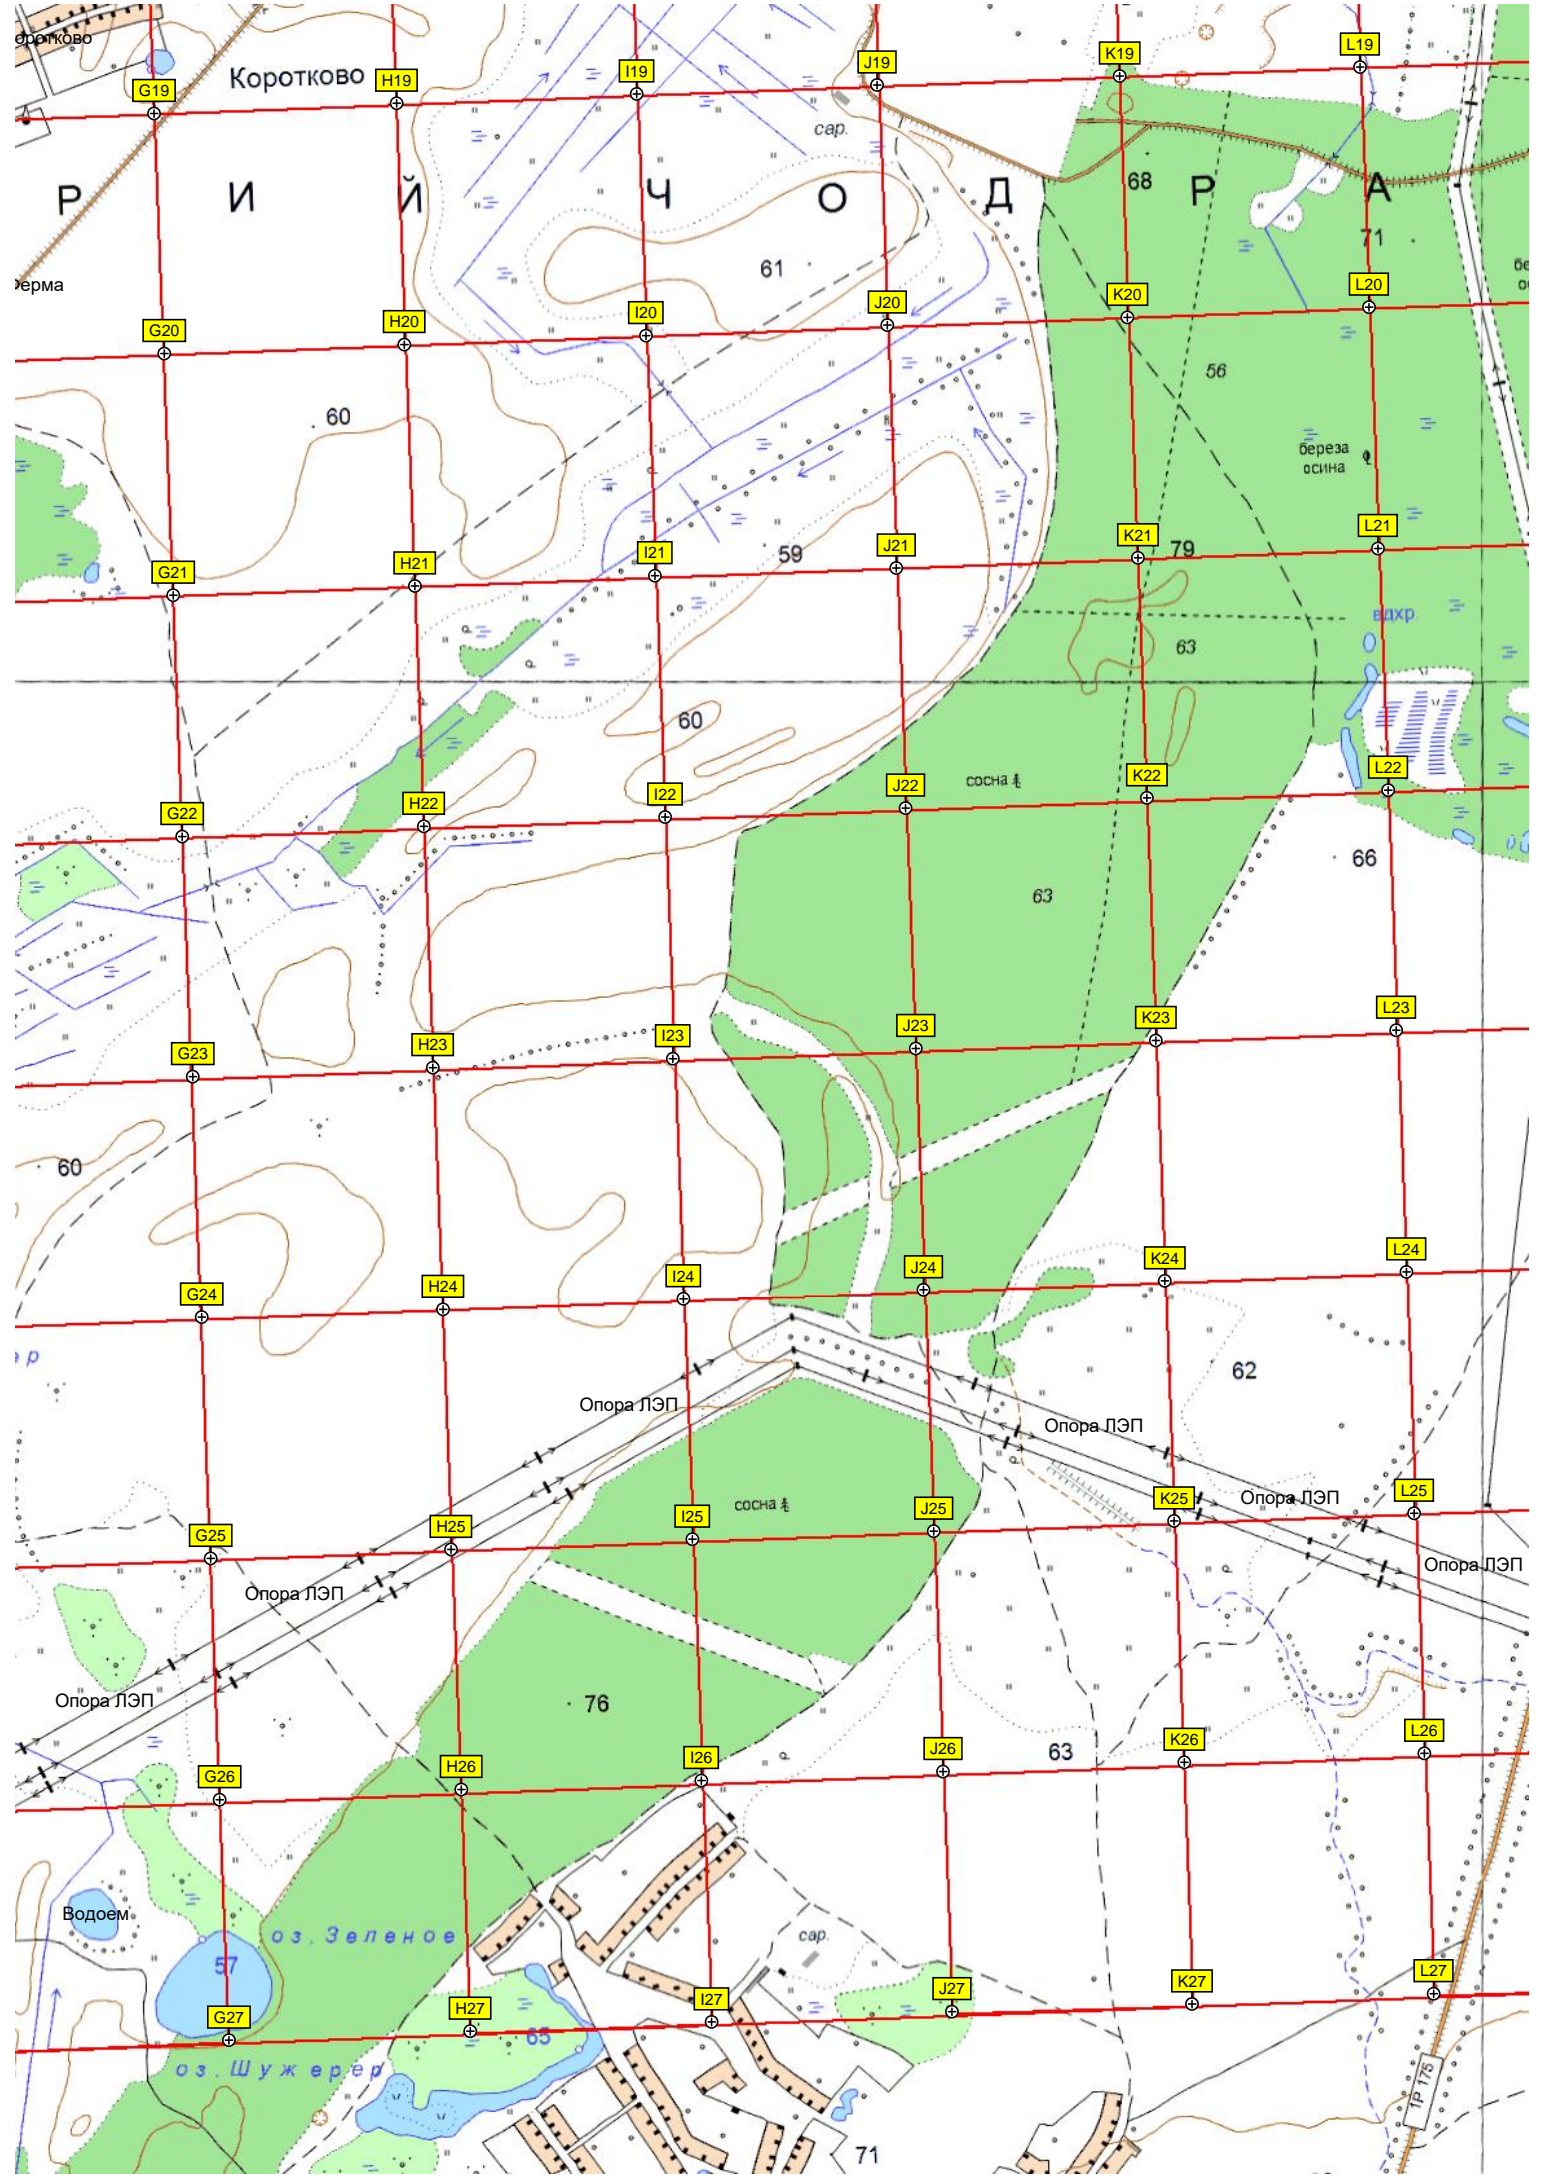 Коротково
G19
H19
I19
J19
K19
L19
сар.
68
Р И Й Ч О Д Р А
71
61
ерма
G20
H20
I20
J20
K20
L20
56
60
береза
осина
G21
H21
I21
J21
K21
L21
59
79
вдхр.
63
60
сосна
G22
H22
I22
J22
K22
L22
66
63
G23
H23
I23
J23
K23
L23
60
G24
H24
I24
J24
K24
L24
62
Опора ЛЭП
Опора ЛЭП
Опора ЛЭП
сосна
G25
H25
I25
J25
K25
L25
Опора ЛЭП
Опора ЛЭП
Опора ЛЭП
76
63
G26
H26
I26
J26
K26
L26
Водоем
оз. Зеленое
57
сар.
G27
H27
I27
J27
K27
L27
65
оз. Шужерер
1Р 175
71